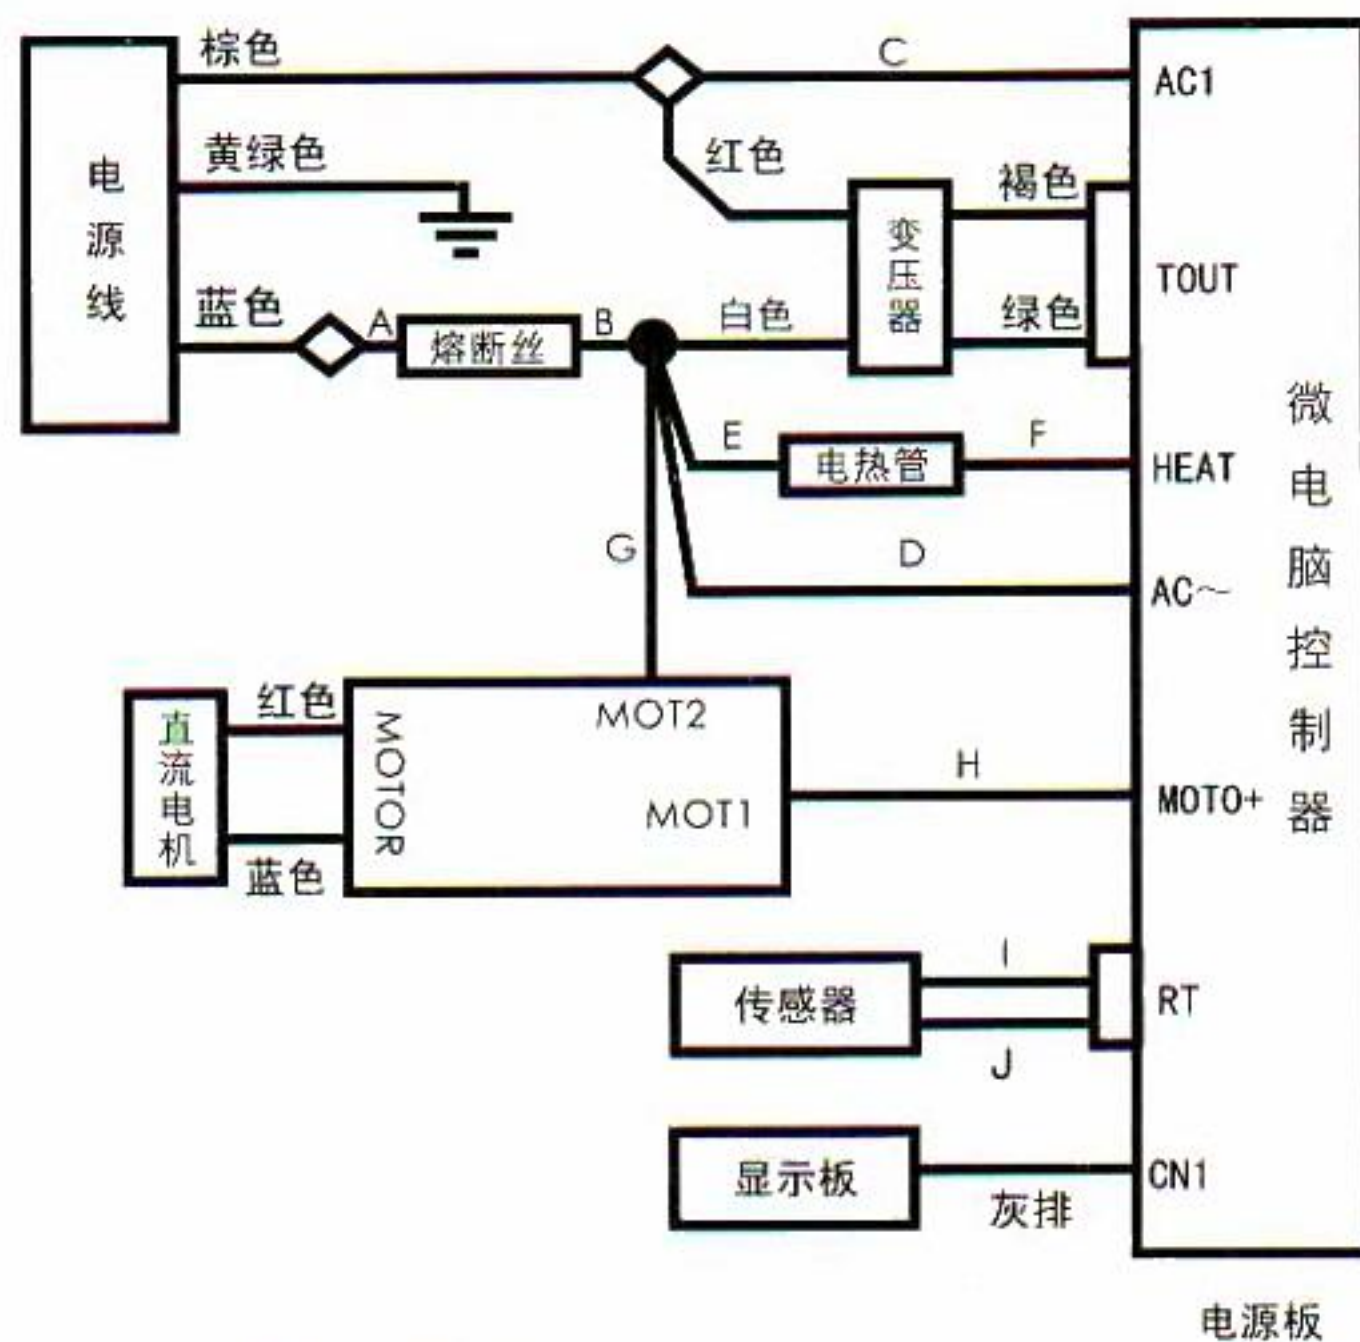 棕色
C
AC1
电源线
黄绿色
红色
褐色
变压器
TOUT
蓝色
A
熔断丝
B
白色
绿色
微电脑控制器
E
电热管
F
HEAT
G
D
AC～
直流电机
红色
MOTOR
MOT2
H
MOT1
MOTO+
蓝色
I
传感器
RT
J
显示板
CN1
灰排
电源板